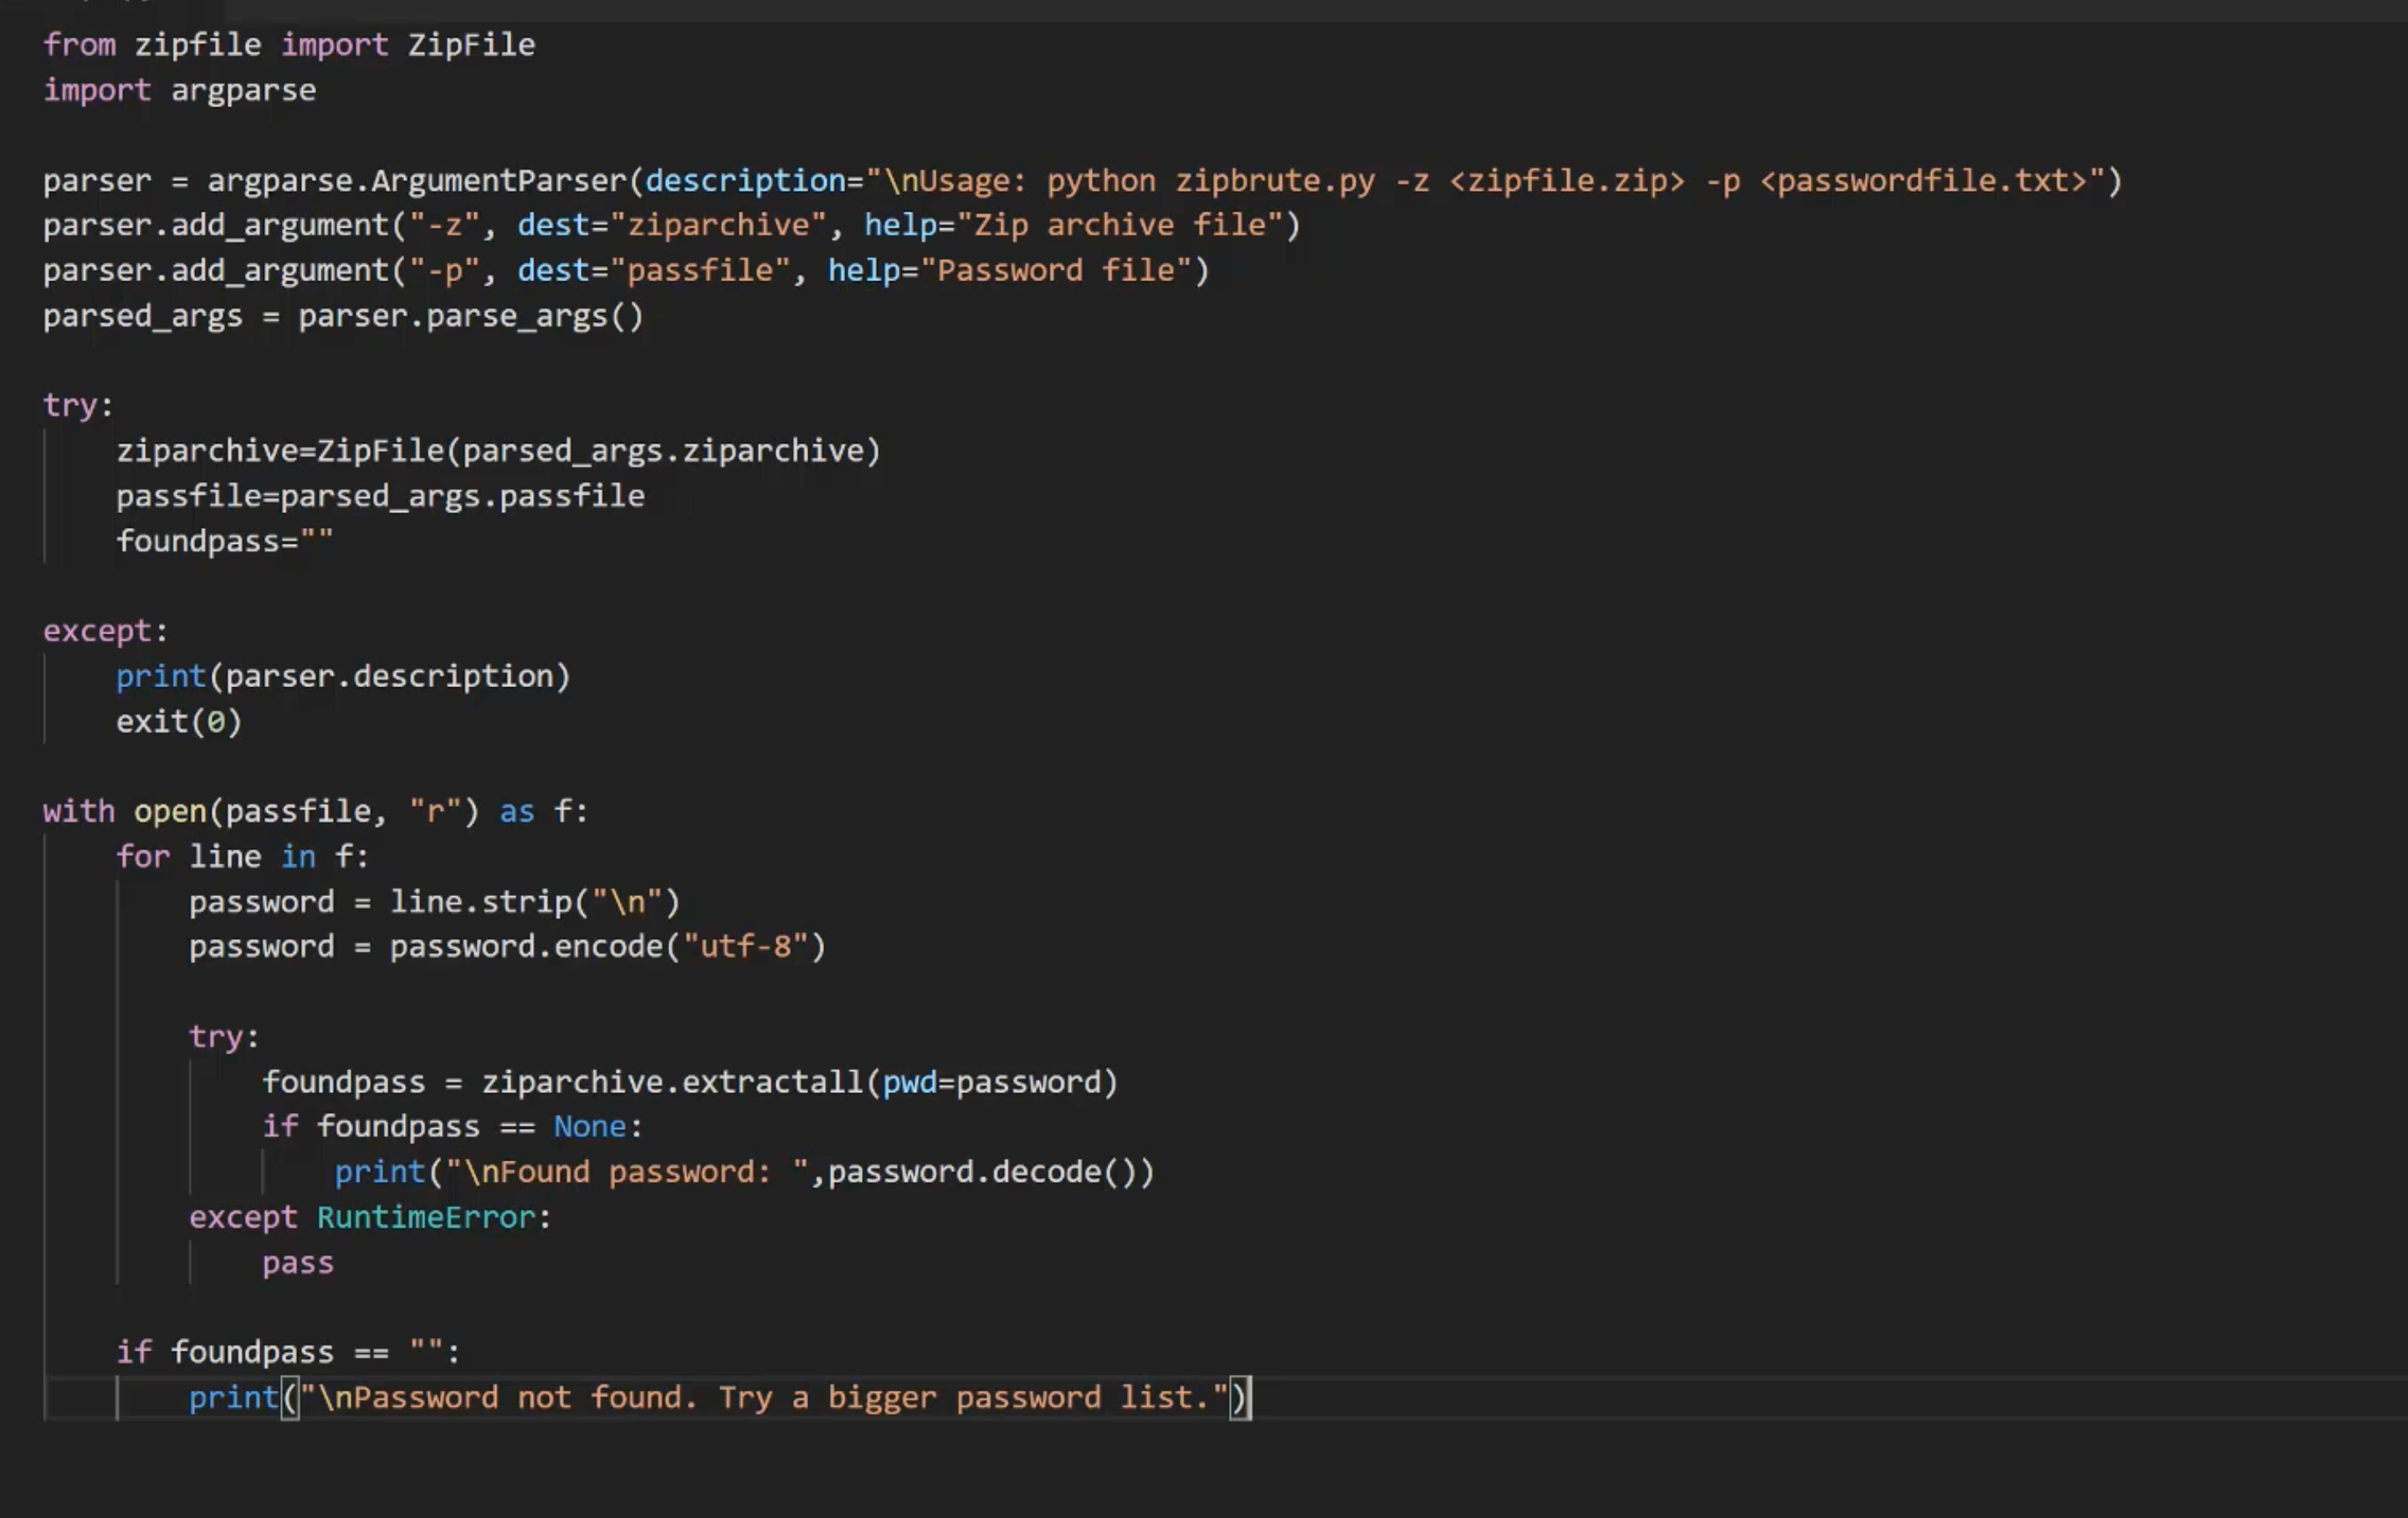 from zipfile import ZipFile
import argparse
parser = argparse.ArgumentParser(description="\nUsage: python zipbrute.py -z <zipfile.zip> -p <passwordfile.txt>")
parser.add_argument("-z", dest="ziparchive", help="Zip archive file")
parser.add_argument("-p", dest="passfile", help="Password file")
parsed_args = parser.parse_args()
try:
    ziparchive=ZipFile(parsed_args.ziparchive)
    passfile=parsed_args.passfile
    foundpass=""
except:
    print(parser.description)
    exit(0)
with open(passfile, "r") as f:
    for line in f:
        password = line.strip("\n")
        password = password.encode("utf-8")
        try:
            foundpass = ziparchive.extractall(pwd=password)
            if foundpass == None:
                print("\nFound password: ",password.decode())
        except RuntimeError:
            pass
    if foundpass == "":
        print("\nPassword not found. Try a bigger password list.")